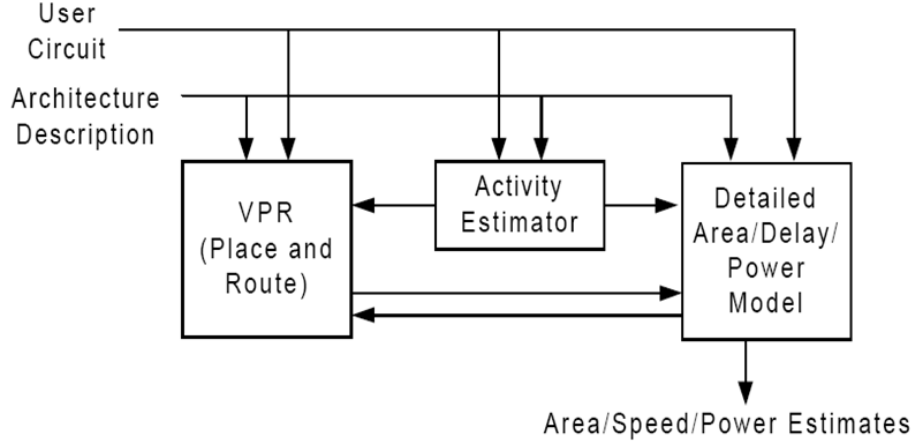 User
Circuit
Architecture
Description
VPR
(Place and
Route)
Activity
Estimator
Detailed
Area/Delay/
Power
Model
Area/Speed/Power Estimates